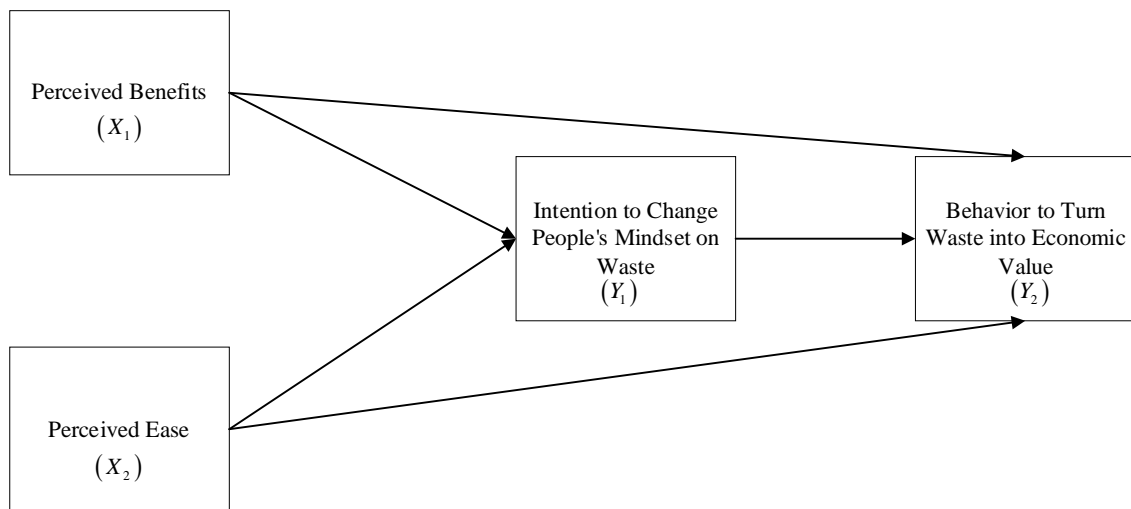 Perceived Benefits
(X₁)
Intention to Change
People's Mindset on
Waste
(Y₁)
Behavior to Turn
Waste into Economic
Value
(Y₂)
Perceived Ease
(X₂)